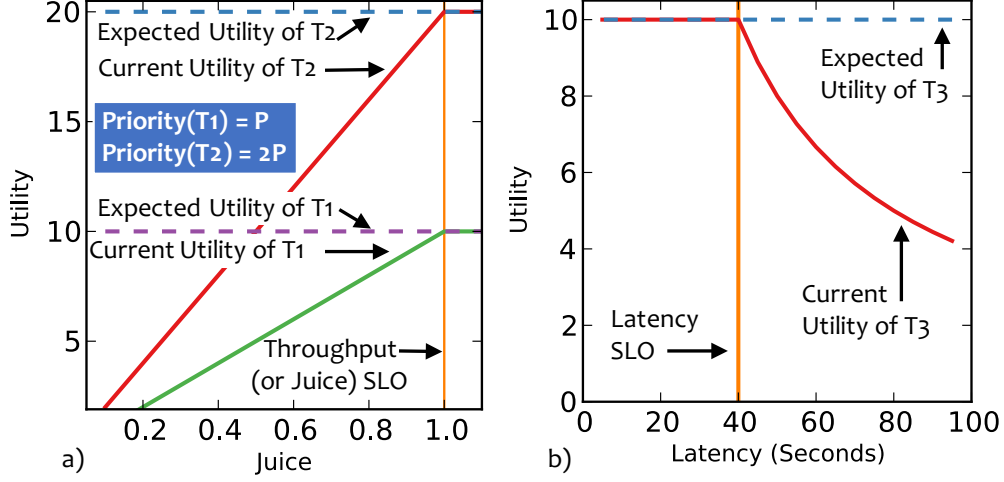 20
Expected Utility of T2
Current Utility of T2
15
Priority(T1) = P
Priority(T2) = 2P
Utility
Expected Utility of T1
10
Current Utility of T1
5
Throughput
(or Juice) SLO
0.2 0.4 0.6 0.8 1.0
a) Juice
10
Expected
Utility of T3
8
6
Utility
4
Current
Utility of T3
2
Latency
SLO
0
0 20 40 60 80 100
b) Latency (Seconds)